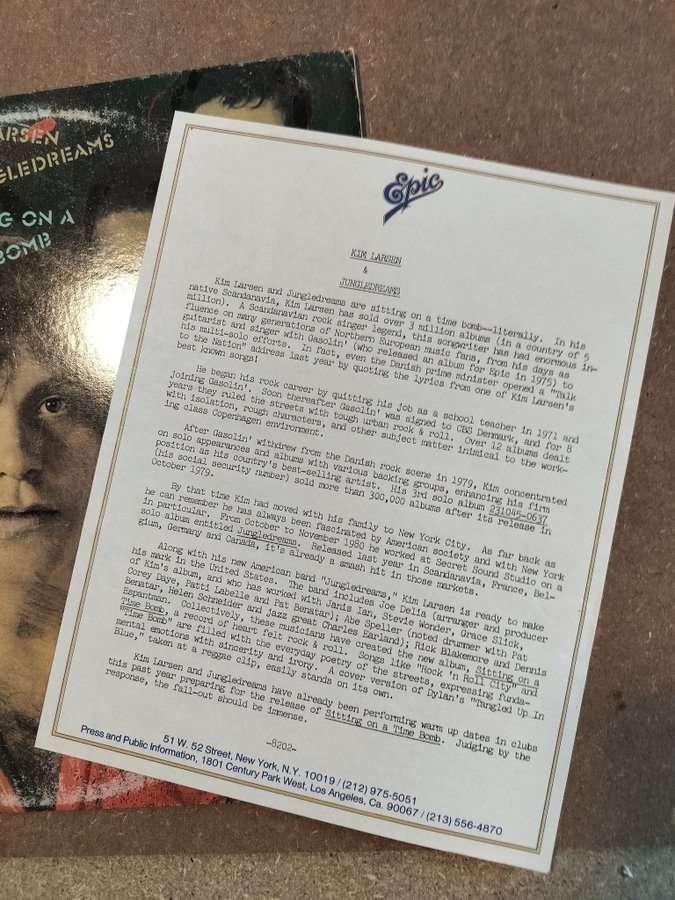 ARSEN
GLEDREAMS
G ON A
BOMB
Epic
KIM LARSEN
&
JUNGLEDREAMS
Kim Larsen and Jungledreams are sitting on a time bomb--literally. In his
native Scandanavia, Kim Larsen has sold over 3 million albums (in a country of 5
million). A Scandanavian rock singer legend, this songwriter has had enormous in-
fluence on many generations of Northern European music fans, from his days as
guitarist and singer with Gasolin' (who released an album for Epic in 1975) to
his multi-solo efforts. In fact, even the Danish prime minister opened a "Talk
to the Nation" address last year by quoting the lyrics from one of Kim Larsen's
best known songs!
He began his rock career by quitting his job as a school teacher in 1971 and
joining Gasolin'. Soon thereafter Gasolin' was signed to CBS Denmark, and for 8
years they ruled the streets with tough urban rock & roll. Over 12 albums dealt
with isolation, rough characters, and other subject matter inimical to the work-
ing class Copenhagen environment.
After Gasolin' withdrew from the Danish rock scene in 1979, Kim concentrated
on solo appearances and albums with various backing groups, enhancing his firm
position as his country's best-selling artist. His 3rd solo album 231045-0637
(his social security number) sold more than 300,000 albums after its release in
October 1979.
By that time Kim had moved with his family to New York City. As far back as
he can remember he has always been fascinated by American society and with New York
in particular. From October to November 1980 he worked at Secret Sound Studio on a
solo album entitled Jungledreams. Released last year in Scandanavia, France, Bel-
gium, Germany and Canada, it's already a smash hit in those markets.
Along with his new American band "Jungledreams," Kim Larsen is ready to make
his mark in the United States. The band includes Joe Delia (arranger and producer
of Kim's album, and who has worked with Janis Ian, Stevie Wonder, Grace Slick,
Corey Daye, Patti Labelle and Pat Benatar); Abe Speller (noted drummer with Pat
Benatar, Helen Schneider and jazz great Charles Earland); Rick Blakemore and Dennis
Espantman. Collectively, these musicians have created the new album, Sitting on a
Time Bomb, a record of heart felt rock & roll. Songs like "Rock 'n Roll City" and
"Time Bomb" are filled with the everyday poetry of the streets, expressing funda-
mental emotions with sincerity and irony. A cover version of Dylan's "Tangled Up In
Blue," taken at a reggae clip, easily stands on its own.
Kim Larsen and Jungledreams have already been performing warm up dates in clubs
this past year preparing for the release of Sitting on a Time Bomb. Judging by the
response, the fall-out should be immense.
-8202-
51 W. 52 Street, New York, N.Y. 10019 / (212) 975-5051
Press and Public Information, 1801 Century Park West, Los Angeles, Ca. 90067 / (213) 556-4870